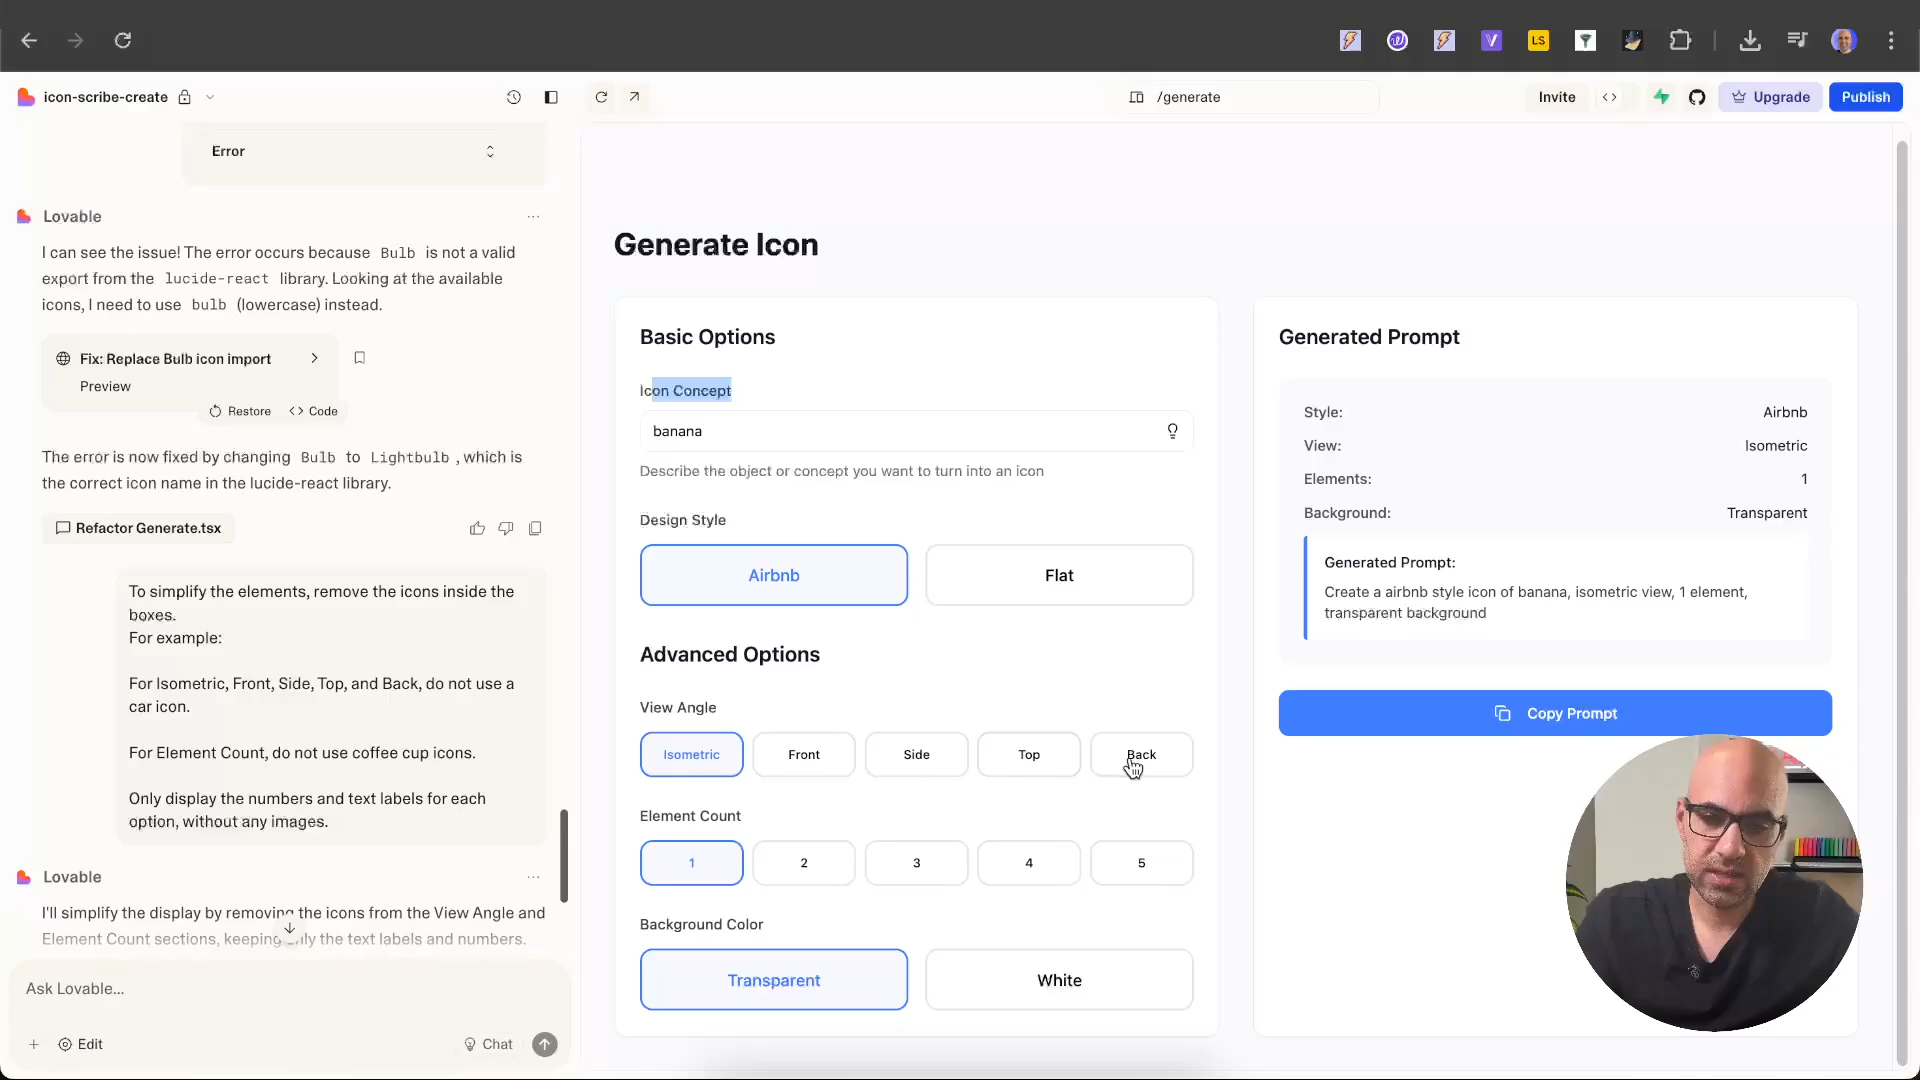 LS
icon-scribe-create
/generate
Invite
Upgrade
Publish
Error
Lovable
I can see the issue! The error occurs because Bulb is not a valid
export from the lucide-react library. Looking at the available
icons, I need to use bulb (lowercase) instead.
Fix: Replace Bulb icon import
Preview
Restore
Code
The error is now fixed by changing Bulb to Lightbulb , which is
the correct icon name in the lucide-react library.
Refactor Generate.tsx
To simplify the elements, remove the icons inside the
boxes.
For example:
For Isometric, Front, Side, Top, and Back, do not use a
car icon.
For Element Count, do not use coffee cup icons.
Only display the numbers and text labels for each
option, without any images.
Lovable
I'll simplify the display by removing the icons from the View Angle and
Element Count sections, keeping only the text labels and numbers.
Ask Lovable...
Edit
Chat
Generate Icon
Basic Options
Icon Concept
banana
Describe the object or concept you want to turn into an icon
Design Style
Airbnb
Flat
Advanced Options
View Angle
Isometric
Front
Side
Top
Back
Element Count
1
2
3
4
5
Background Color
Transparent
White
Generated Prompt
Style: Airbnb
View: Isometric
Elements: 1
Background: Transparent
Generated Prompt:
Create a airbnb style icon of banana, isometric view, 1 element,
transparent background
Copy Prompt